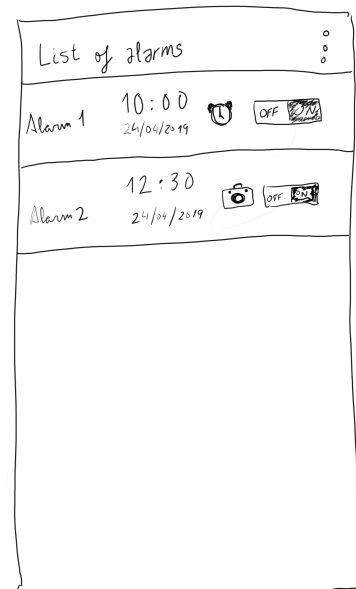 List of alarms
Alarm 1 10:00 OFF ON
24/04/2019
12:30
Alarm 2 24/04/2019 OFF ON